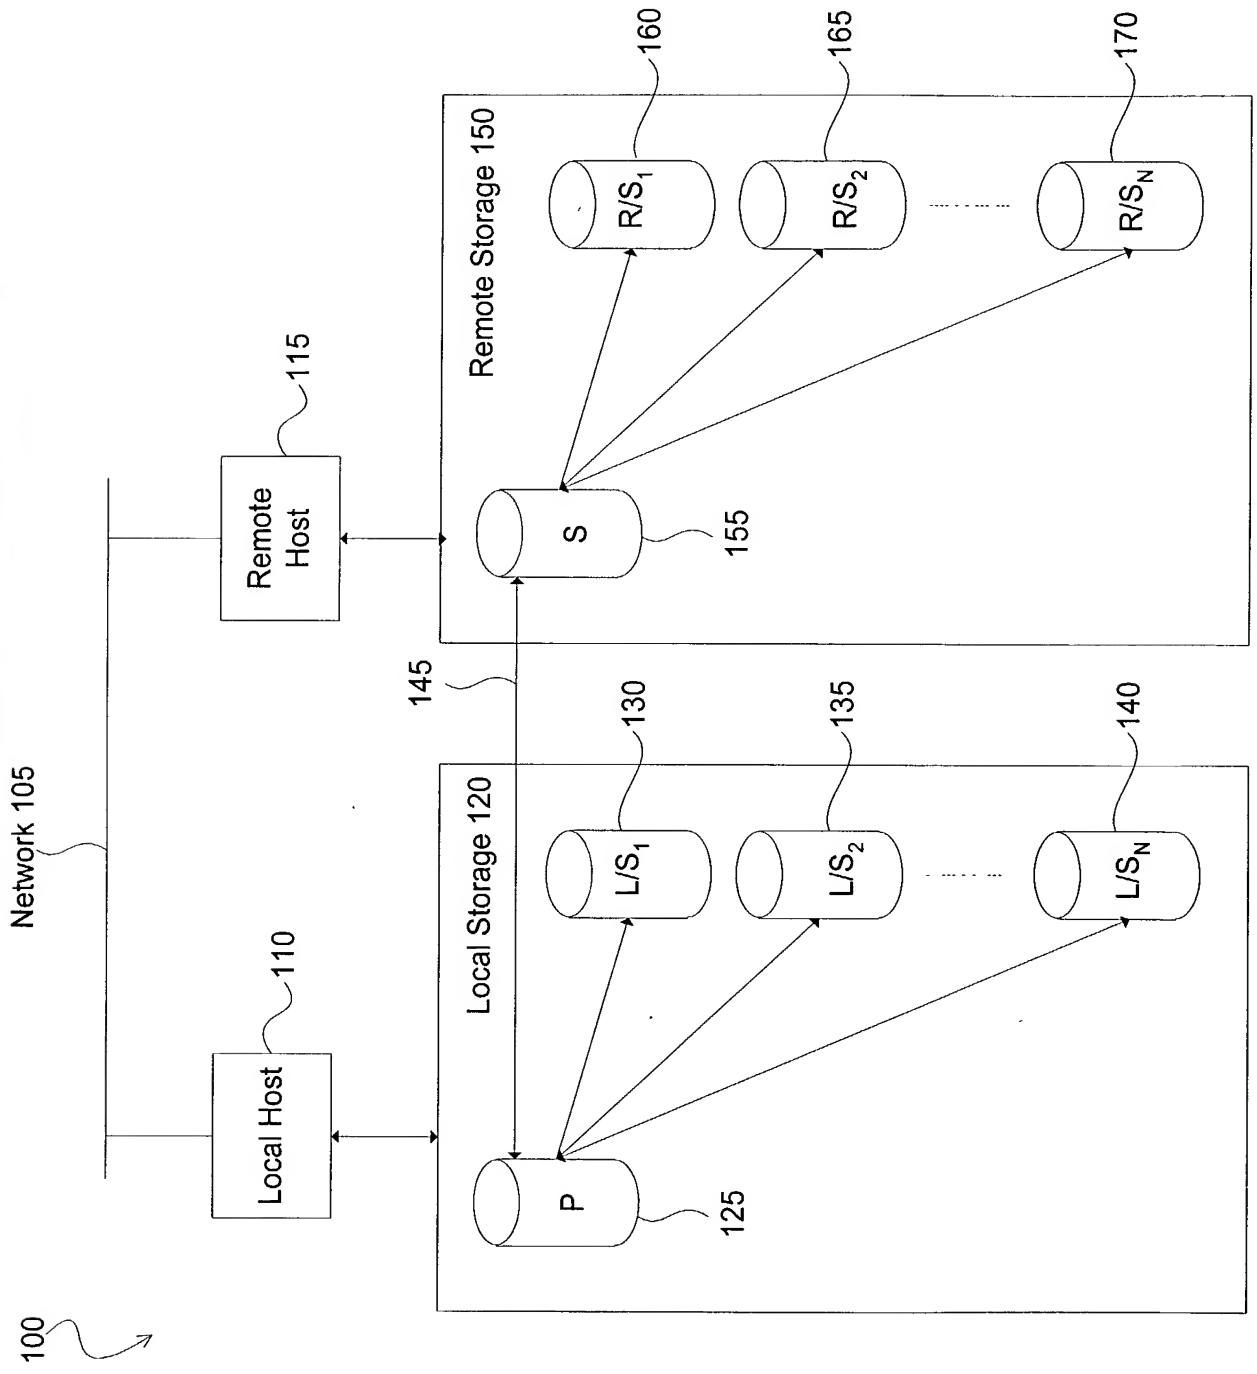 100
Network 105
Local Host
110
Remote
Host
115
Local Storage 120
P
125
L/S1
130
L/S2
135
L/SN
140
145
Remote Storage 150
S
155
R/S1
160
R/S2
165
R/SN
170